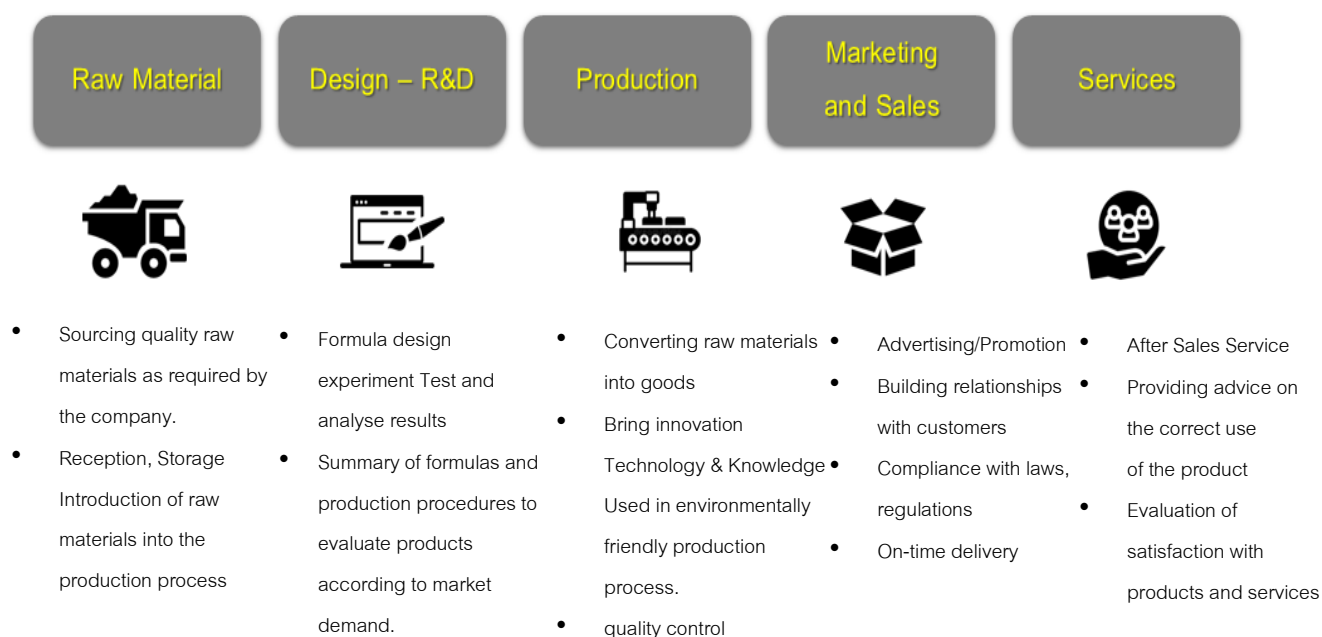 Raw Material
Design – R&D
Production
Marketing
and Sales
Services
• Sourcing quality raw
materials as required by
the company.
• Reception, Storage
Introduction of raw
materials into the
production process
• Formula design
experiment Test and
analyse results
• Summary of formulas and
production procedures to
evaluate products
according to market
demand.
• Converting raw materials
into goods
• Bring innovation
Technology & Knowledge
Used in environmentally
friendly production
process.
• quality control
• Advertising/Promotion
• Building relationships
with customers
• Compliance with laws,
regulations
• On-time delivery
• After Sales Service
• Providing advice on
the correct use
of the product
• Evaluation of
satisfaction with
products and services